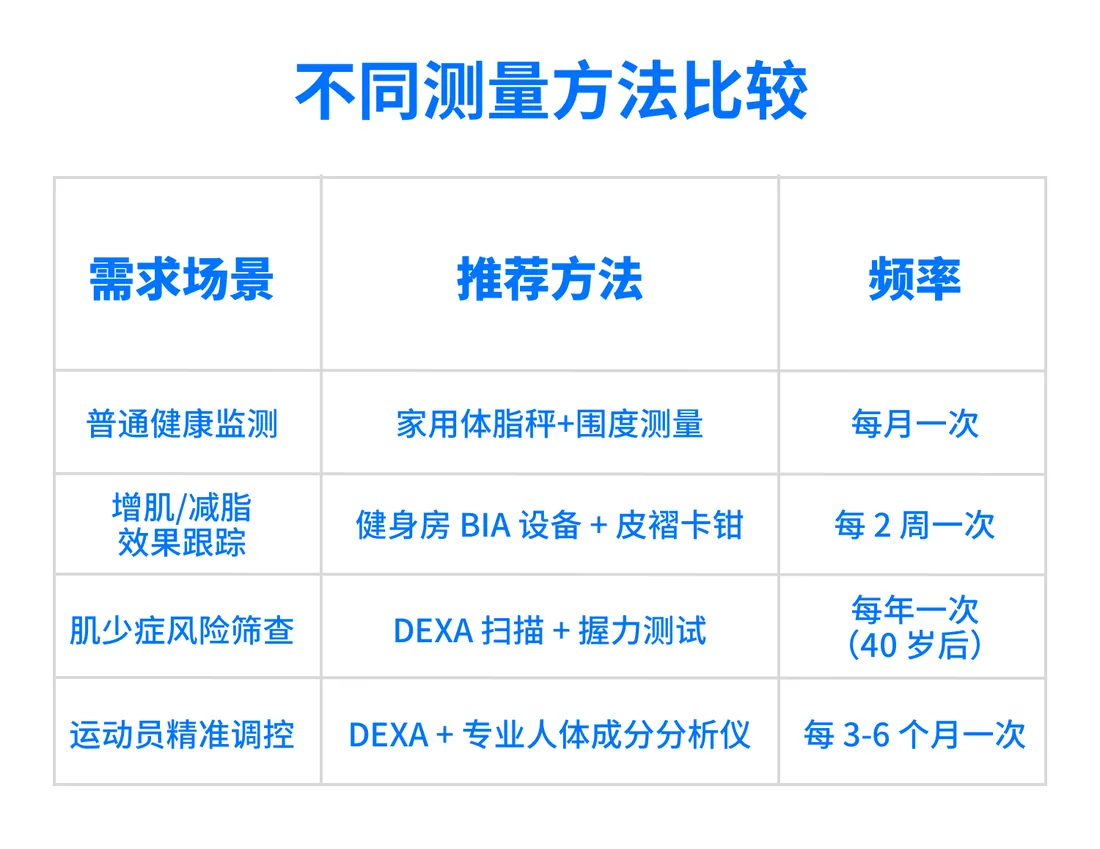 不同测量方法比较
需求场景
推荐方法
频率
普通健康监测
家用体脂秤+围度测量
每月一次
增肌/减脂
效果跟踪
健身房 BIA 设备 + 皮褶卡钳
每 2 周一次
肌少症风险筛查
DEXA 扫描 + 握力测试
每年一次
（40 岁后）
运动员精准调控
DEXA + 专业人体成分分析仪
每 3-6 个月一次